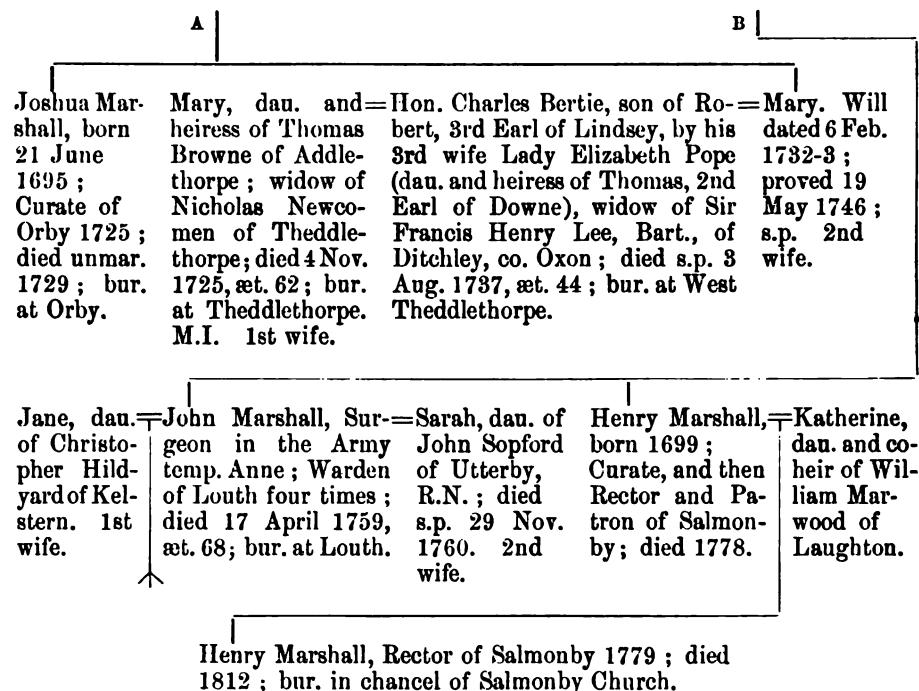 A
B
Joshua Mar-
shall, born
21 June
1695 ;
Curate of
Orby 1725 ;
died unmar.
1729 ; bur.
at Orby.
Mary, dau. and
heiress of Thomas
Browne of Addle-
thorpe ; widow of
Nicholas Newco-
men of Theddle-
thorpe; died 4 Nov.
1725, æt. 62 ; bur.
at Theddlethorpe.
M.I. 1st wife.
=Hon. Charles Bertie, son of Ro-
bert, 3rd Earl of Lindsey, by his
3rd wife Lady Elizabeth Pope
(dau. and heiress of Thomas, 2nd
Earl of Downe), widow of Sir
Francis Henry Lee, Bart., of
Ditchley, co. Oxon ; died s.p. 3
Aug. 1737, æt. 44 ; bur. at West
Theddlethorpe.
=Mary. Will
dated 6 Feb.
1732-3 ;
proved 19
May 1746 ;
s.p. 2nd
wife.
Jane, dau.
of Christo-
pher Hild-
yard of Kel-
stern. 1st
wife.
=John Marshall, Sur-
geon in the Army
temp. Anne ; Warden
of Louth four times ;
died 17 April 1759,
æt. 68; bur. at Louth.
=Sarah, dau. of
John Sopford
of Utterby,
R.N. ; died
s.p. 29 Nov.
1760. 2nd
wife.
Henry Marshall,
born 1699 ;
Curate, and then
Rector and Pa-
tron of Salmon-
by; died 1778.
=Katherine,
dau. and co-
heir of Wil-
liam Mar-
wood of
Laughton.
Henry Marshall, Rector of Salmonby 1779 ; died
1812 ; bur. in chancel of Salmonby Church.